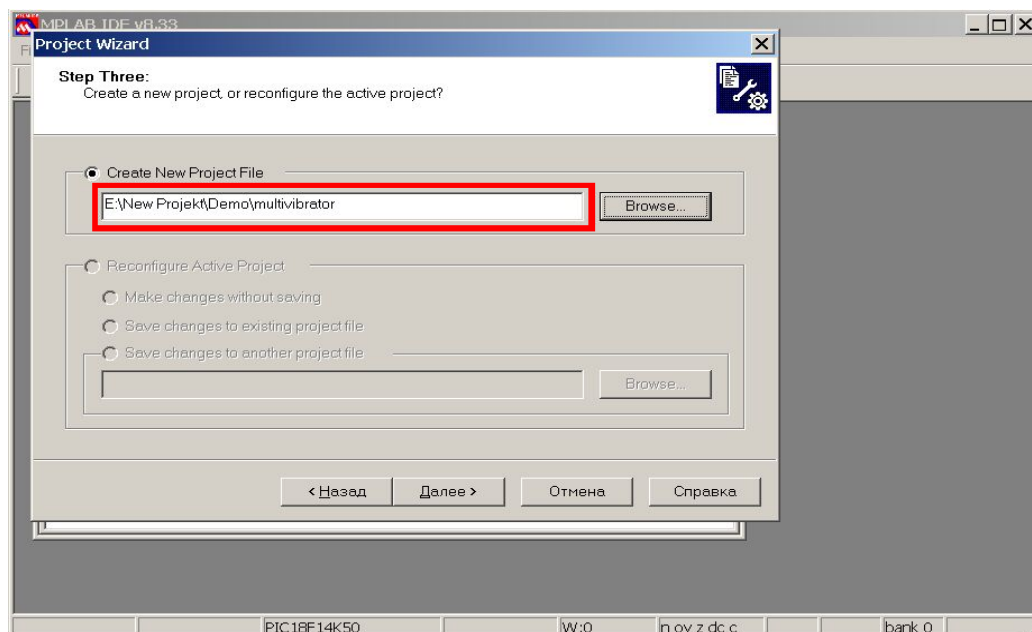 MPLAB IDE v8.33
Project Wizard
Step Three:
Create a new project, or reconfigure the active project?
Create New Project File
E:\New Projekt\Demo\multivibrator
Browse...
Reconfigure Active Project
Make changes without saving
Save changes to existing project file
Save changes to another project file
Browse...
< Назад
Далее >
Отмена
Справка
PIC18F14K50
W:0
n ov z dc c
bank 0